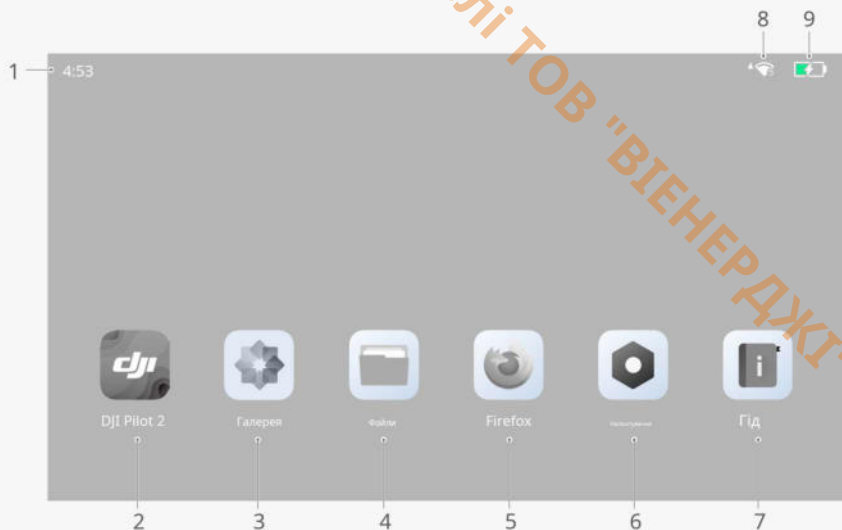 8 9
1 4:53
лі ТОВ "ВІЕНЕРДЖІ"
dji
i
DJI Pilot 2 Галерея Файли Firefox Налаштування Гід
2 3 4 5 6 7